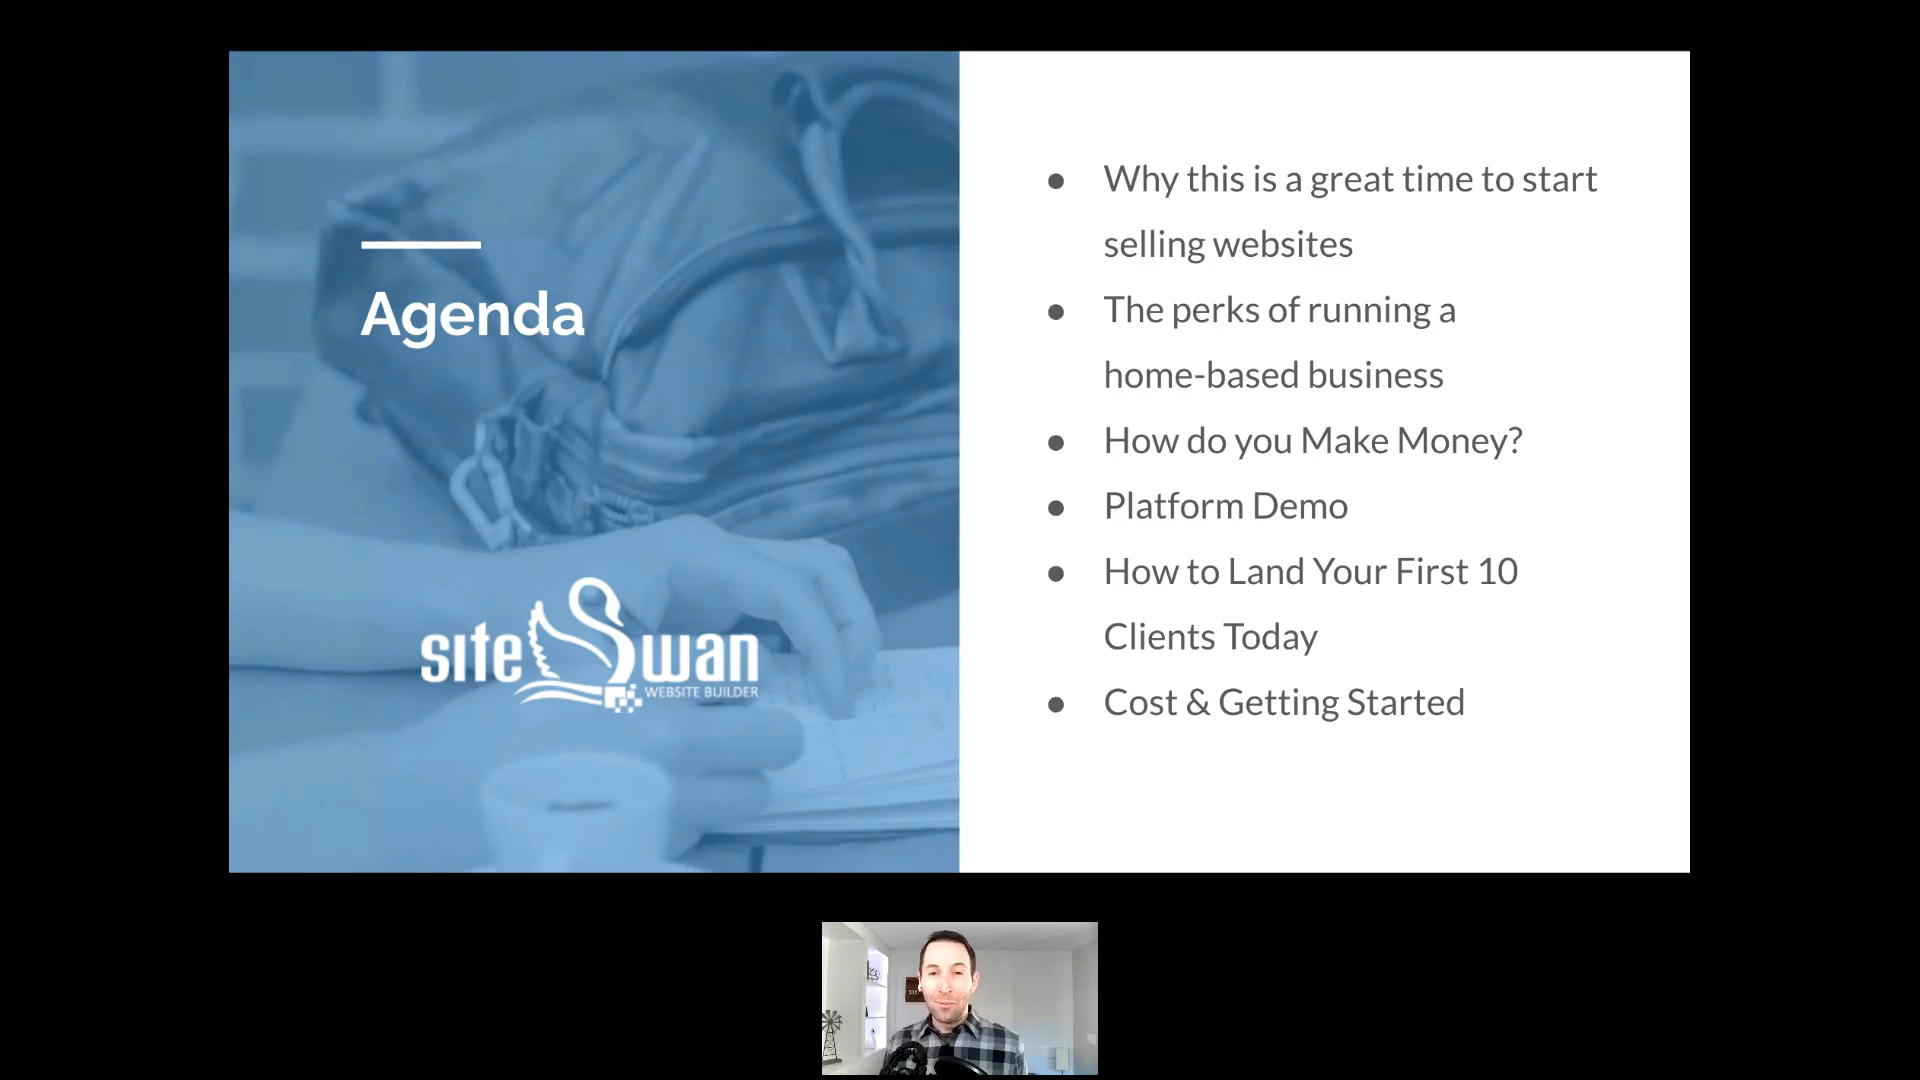 Agenda
site Swan
WEBSITE BUILDER
● Why this is a great time to start
selling websites
● The perks of running a
home-based business
● How do you Make Money?
● Platform Demo
● How to Land Your First 10
Clients Today
● Cost & Getting Started